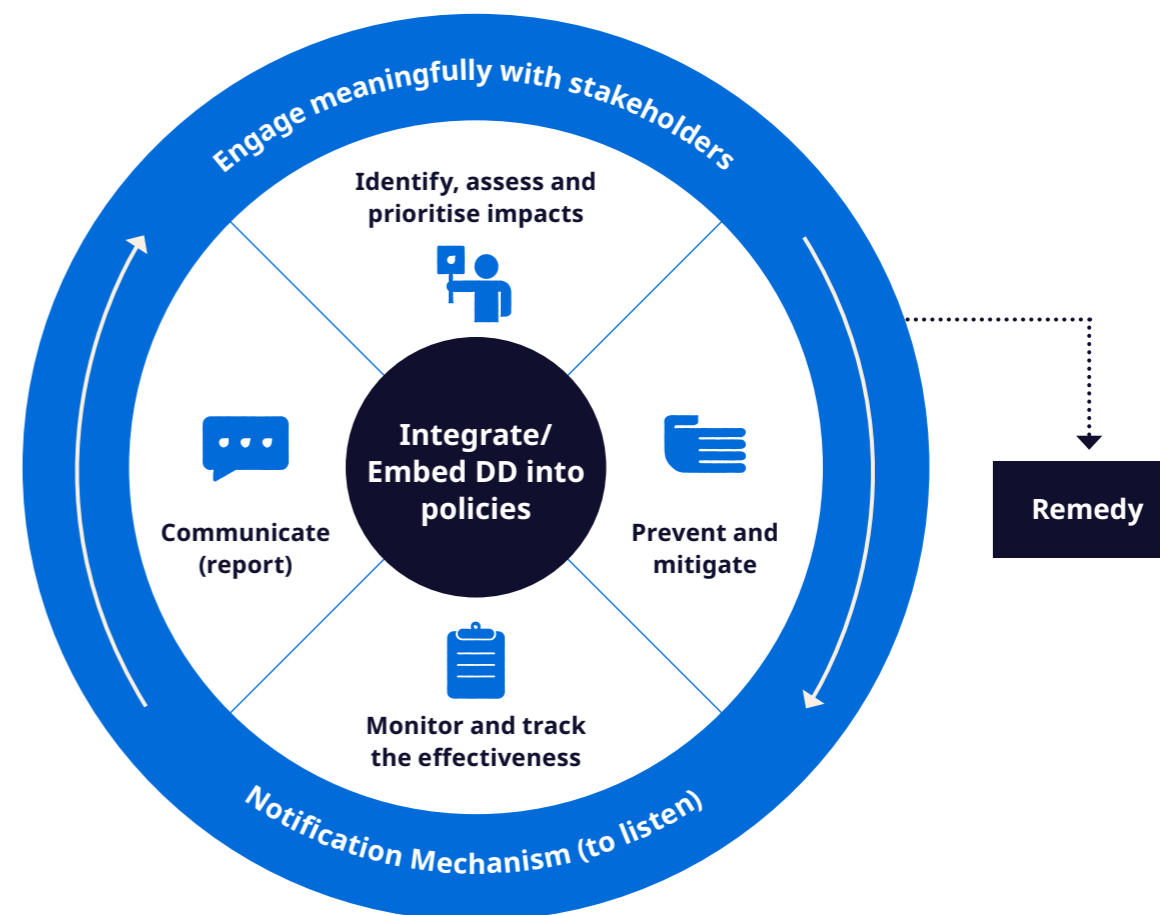 Engage meaningfully with stakeholders
Identify, assess and
prioritise impacts
Integrate/
Embed DD into
policies
Communicate
(report)
Prevent and
mitigate
Remedy
Monitor and track
the effectiveness
Notification Mechanism (to listen)